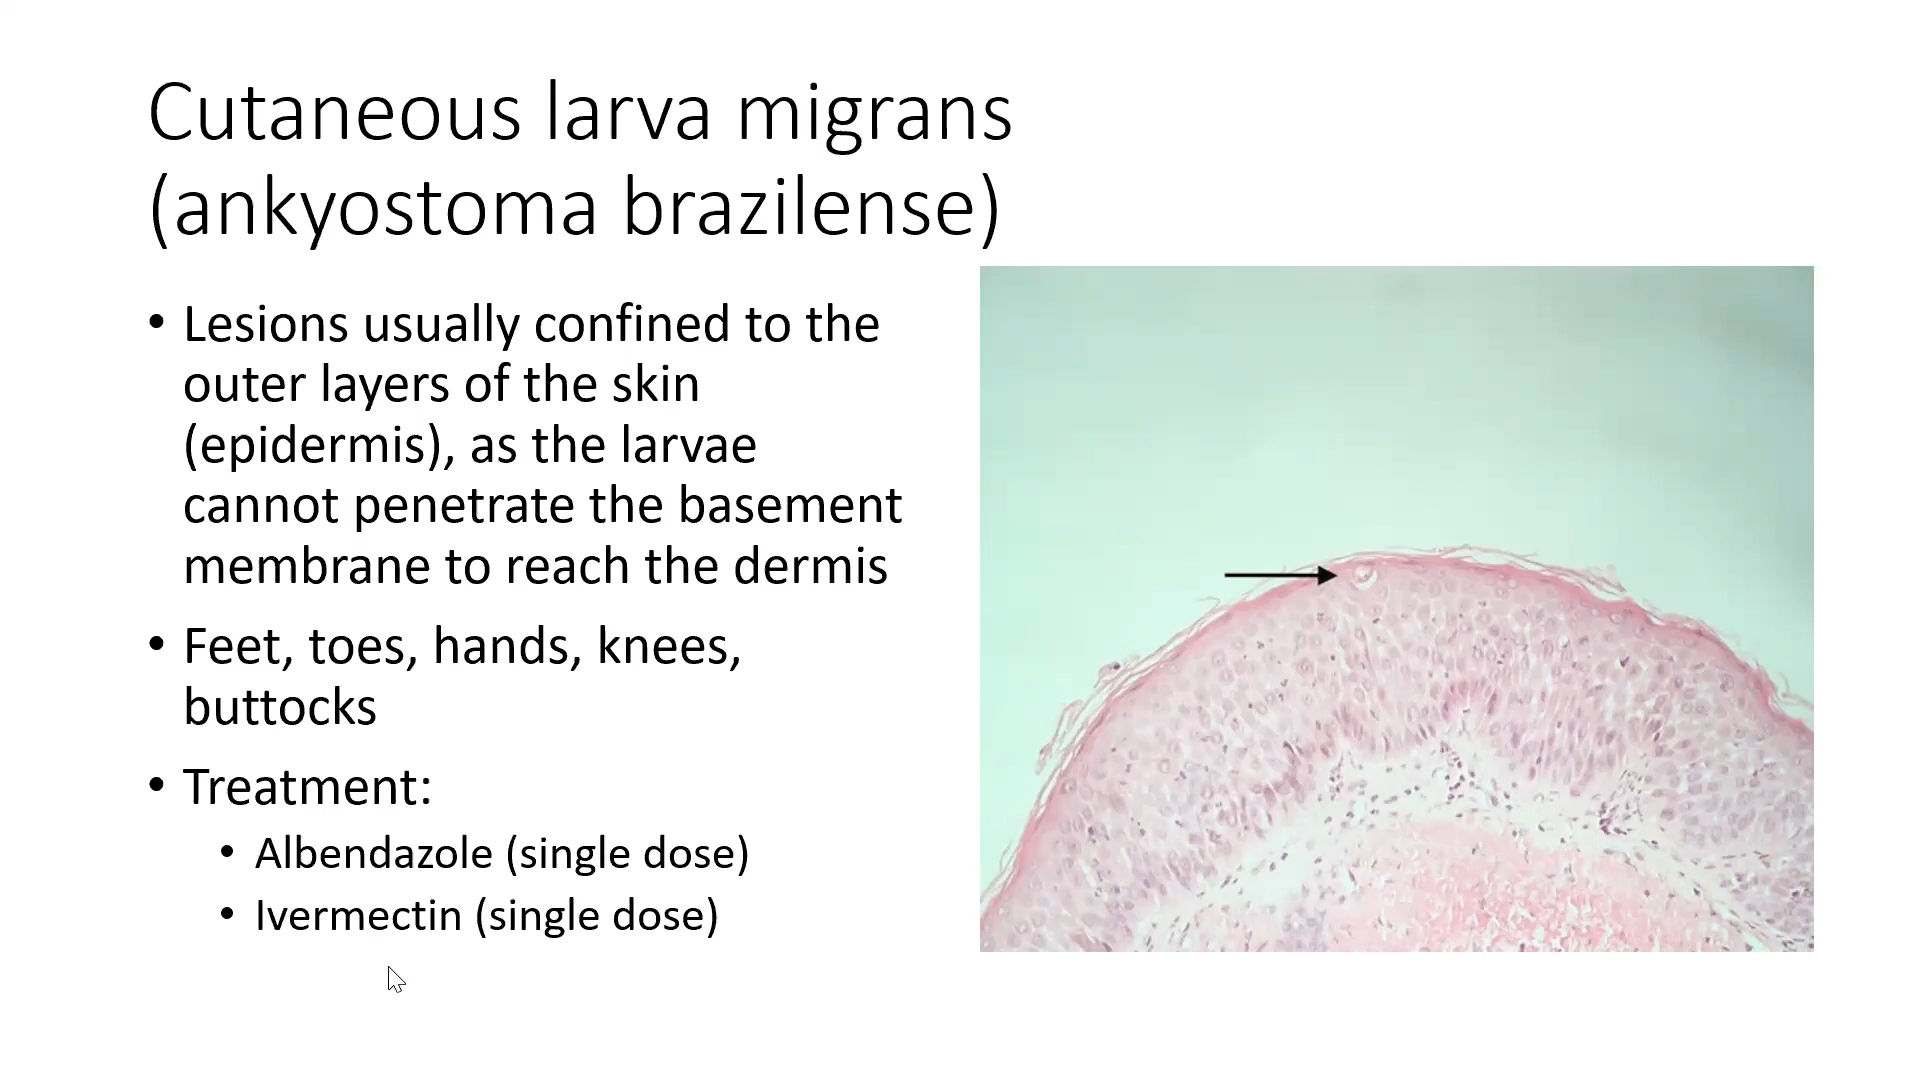 Cutaneous larva migrans
(ankyostoma brazilense)
• Lesions usually confined to the
outer layers of the skin
(epidermis), as the larvae
cannot penetrate the basement
membrane to reach the dermis
• Feet, toes, hands, knees,
buttocks
• Treatment:
• Albendazole (single dose)
• Ivermectin (single dose)